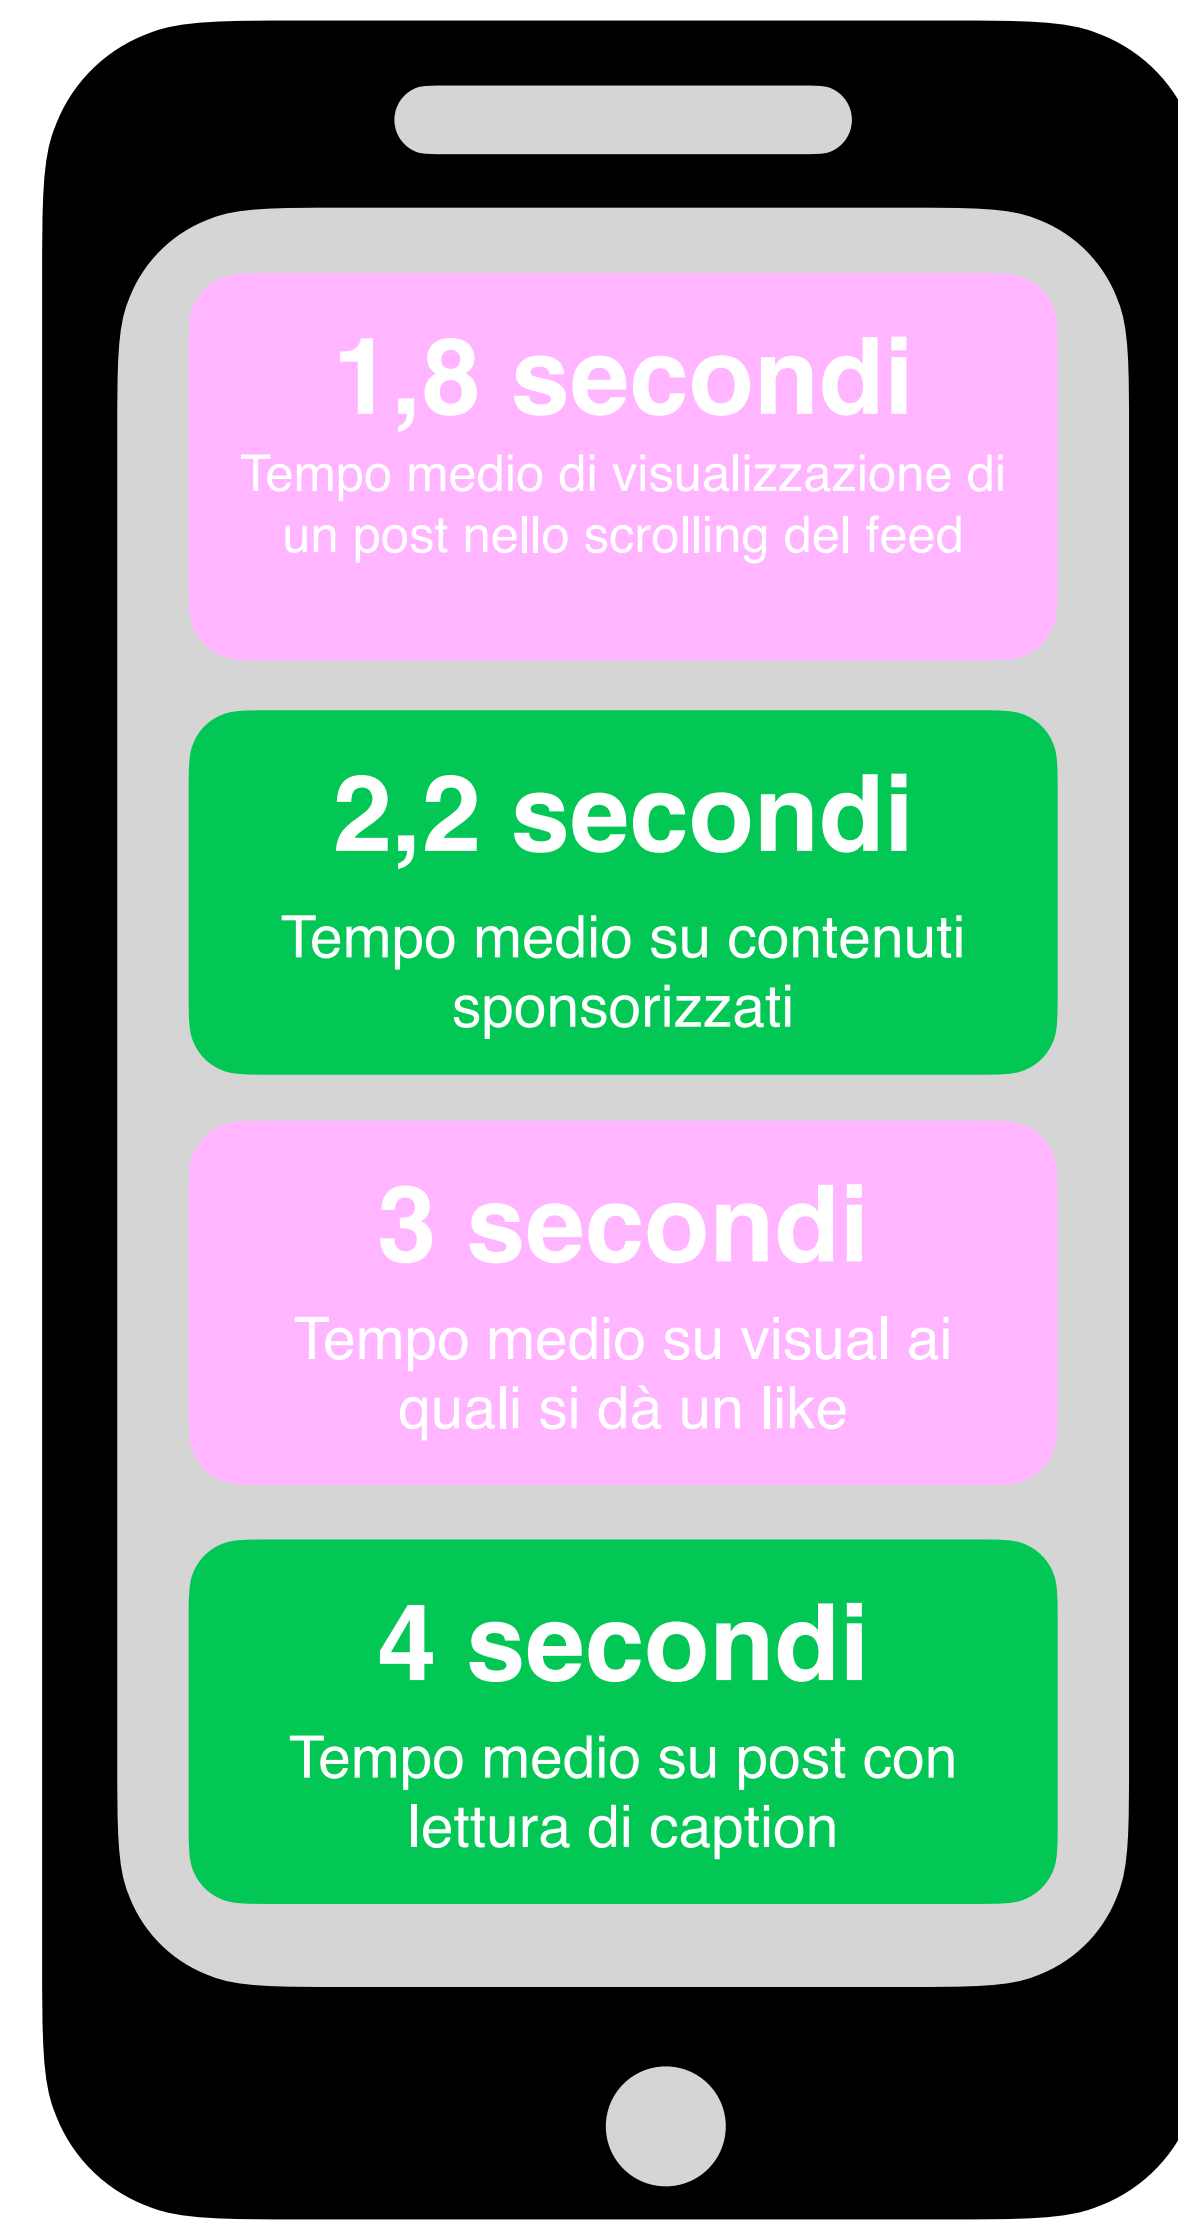 1,8 secondi
Tempo medio di visualizzazione di
un post nello scrolling del feed
2,2 secondi
Tempo medio su contenuti
sponsorizzati
3 secondi
Tempo medio su visual ai
quali si dà un like
4 secondi
Tempo medio su post con
lettura di caption